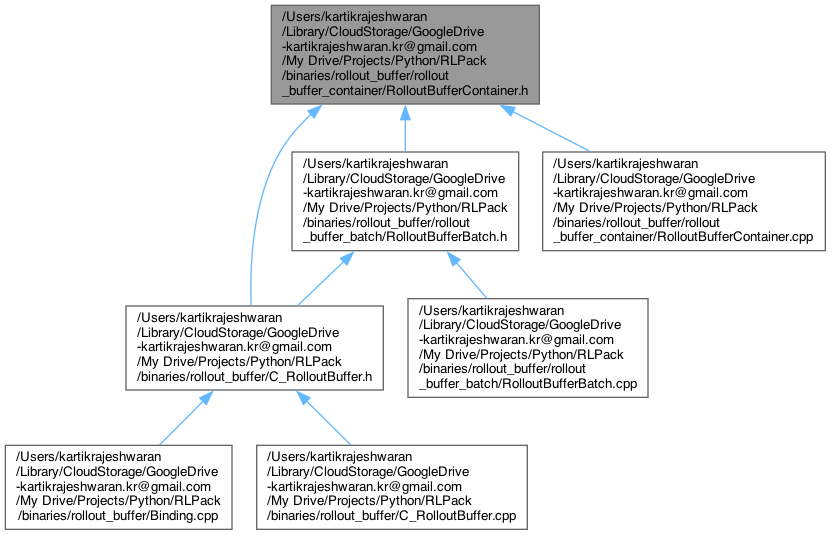 /Users/kartikrajeshwaran
/Library/CloudStorage/GoogleDrive
-kartikrajeshwaran.kr@gmail.com
/My Drive/Projects/Python/RLPack
/binaries/rollout_buffer/rollout
_buffer_container/RolloutBufferContainer.h
/Users/kartikrajeshwaran
/Library/CloudStorage/GoogleDrive
-kartikrajeshwaran.kr@gmail.com
/My Drive/Projects/Python/RLPack
/binaries/rollout_buffer/rollout
_buffer_batch/RolloutBufferBatch.h
/Users/kartikrajeshwaran
/Library/CloudStorage/GoogleDrive
-kartikrajeshwaran.kr@gmail.com
/My Drive/Projects/Python/RLPack
/binaries/rollout_buffer/rollout
_buffer_container/RolloutBufferContainer.cpp
/Users/kartikrajeshwaran
/Library/CloudStorage/GoogleDrive
-kartikrajeshwaran.kr@gmail.com
/My Drive/Projects/Python/RLPack
/binaries/rollout_buffer/C_RolloutBuffer.h
/Users/kartikrajeshwaran
/Library/CloudStorage/GoogleDrive
-kartikrajeshwaran.kr@gmail.com
/My Drive/Projects/Python/RLPack
/binaries/rollout_buffer/rollout
_buffer_batch/RolloutBufferBatch.cpp
/Users/kartikrajeshwaran
/Library/CloudStorage/GoogleDrive
-kartikrajeshwaran.kr@gmail.com
/My Drive/Projects/Python/RLPack
/binaries/rollout_buffer/Binding.cpp
/Users/kartikrajeshwaran
/Library/CloudStorage/GoogleDrive
-kartikrajeshwaran.kr@gmail.com
/My Drive/Projects/Python/RLPack
/binaries/rollout_buffer/C_RolloutBuffer.cpp